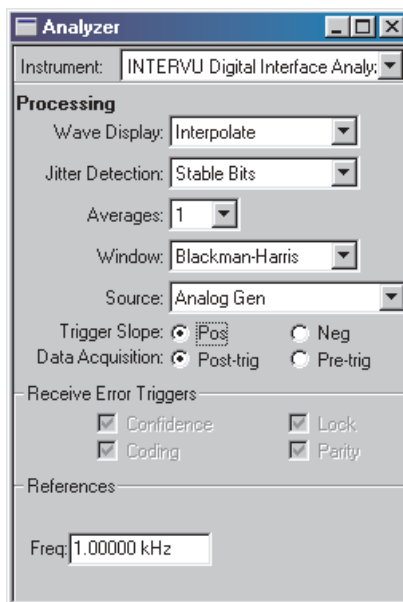 Analyzer
Instrument: INTERVU Digital Interface Analy:
Processing
Wave Display: Interpolate
Jitter Detection: Stable Bits
Averages: 1
Window: Blackman-Harris
Source: Analog Gen
Trigger Slope: Pos Neg
Data Acquisition: Post-trig Pre-trig
Receive Error Triggers
Confidence Lock
Coding Parity
References
Freq: 1.00000 kHz